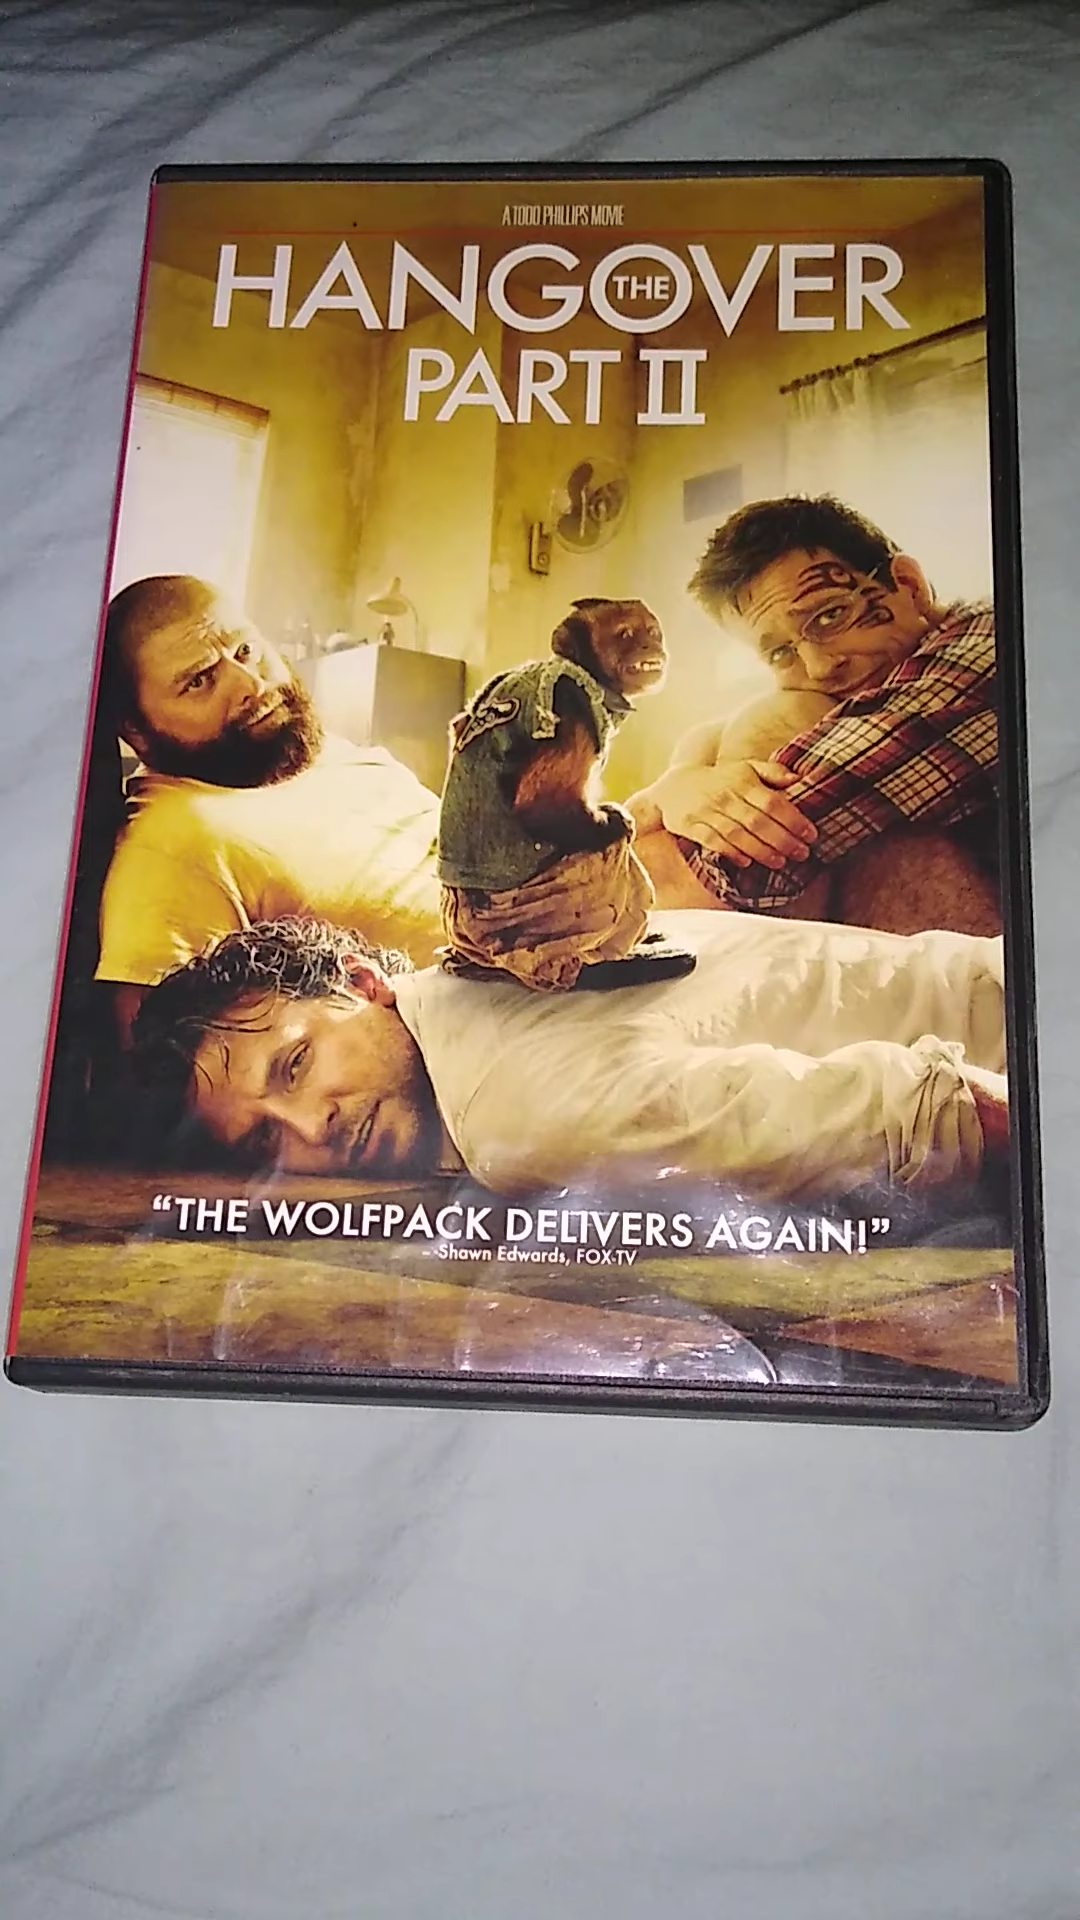 A TODD PHILLIPS MOVIE
THE
HANGOVER
PART II
“THE WOLFPACK DELIVERS AGAIN!”
– Shawn Edwards, FOX-TV